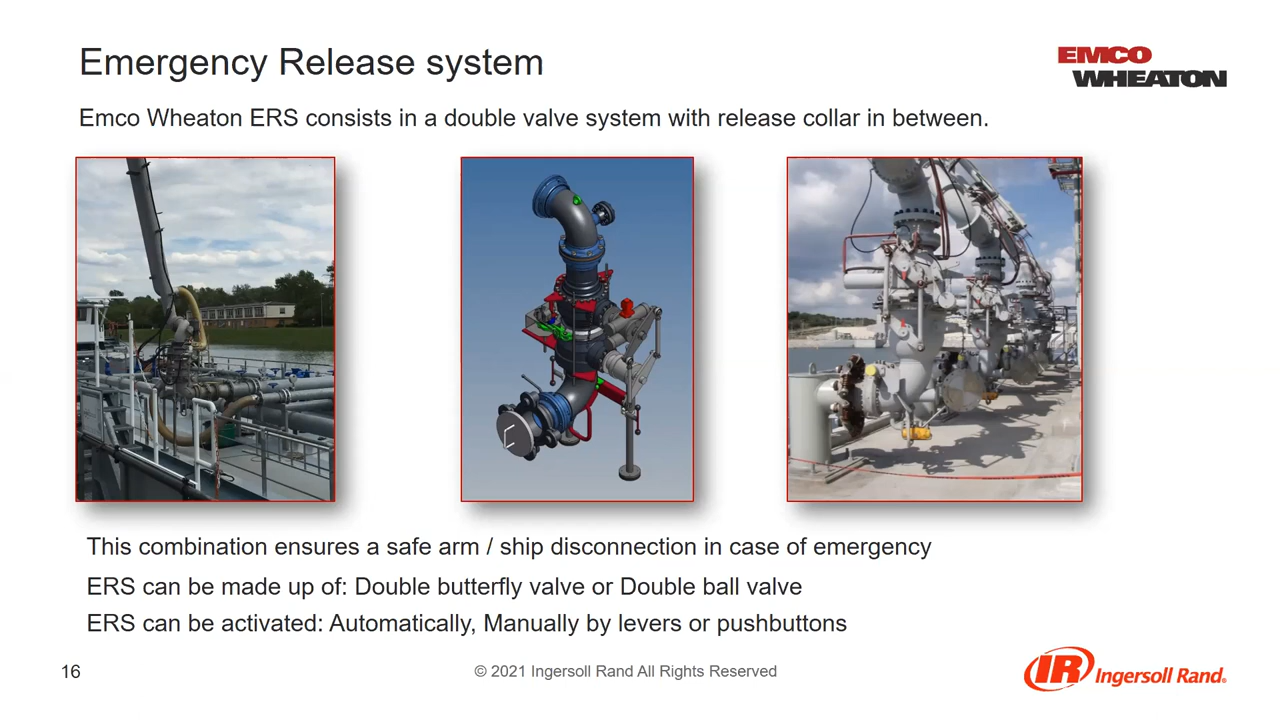 Emergency Release system
EMCO
WHEATON
Emco Wheaton ERS consists in a double valve system with release collar in between.
This combination ensures a safe arm / ship disconnection in case of emergency
ERS can be made up of: Double butterfly valve or Double ball valve
ERS can be activated: Automatically, Manually by levers or pushbuttons
16
© 2021 Ingersoll Rand All Rights Reserved
IR Ingersoll Rand®